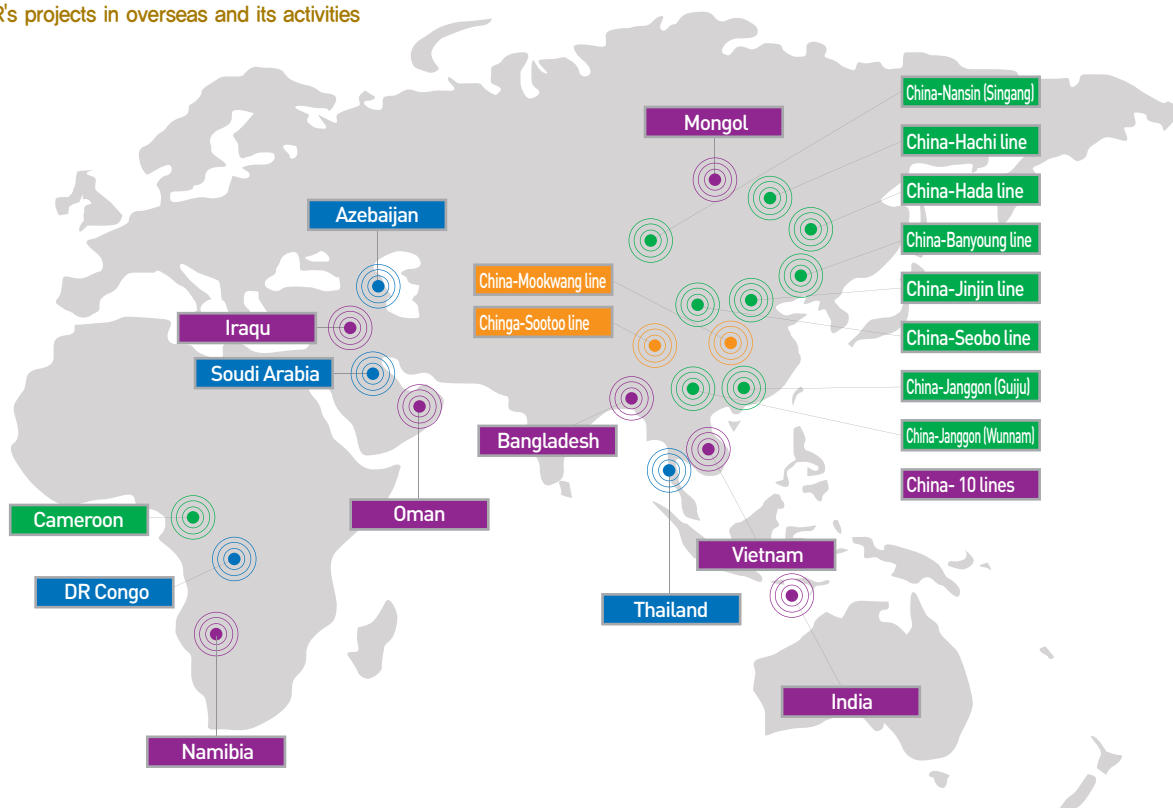 R's projects in overseas and its activities
China-Nansin (Singang)
Mongol
China-Hachi line
China-Hada line
Azebaijan
China-Banyoung line
China-Mookwang line
China-Jinjin line
Chinga-Sootoo line
Iraqu
China-Seobo line
Soudi Arabia
China-Janggon (Guiju)
Bangladesh
China-Janggon (Wunnam)
China- 10 lines
Oman
Cameroon
Vietnam
DR Congo
Thailand
India
Namibia